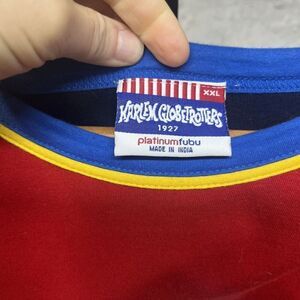 XXL
HARLEM GLOBETROTTERS
1927
platinumfubu
MADE IN INDIA